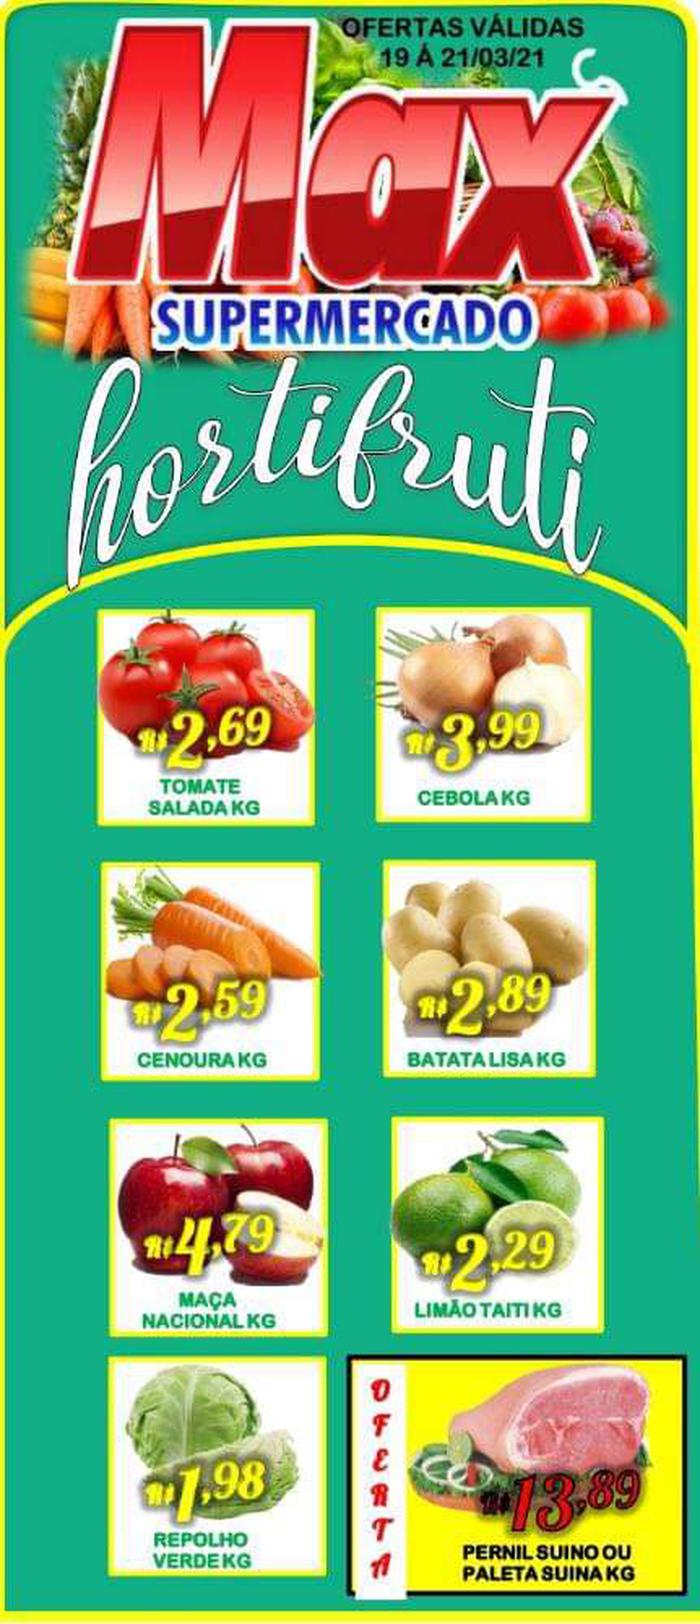 OFERTAS VÁLIDAS
19 Á 21/03/21
Max
SUPERMERCADO
hortifruti
R$2,69
TOMATE
SALADA KG
R$3,99
CEBOLA KG
R$2,59
CENOURA KG
R$2,89
BATATA LISA KG
R$4,79
MAÇA
NACIONAL KG
R$2,29
LIMÃO TAITI KG
R$1,98
REPOLHO
VERDE KG
OFERTA
R$13,89
PERNIL SUINO OU
PALETA SUINA KG